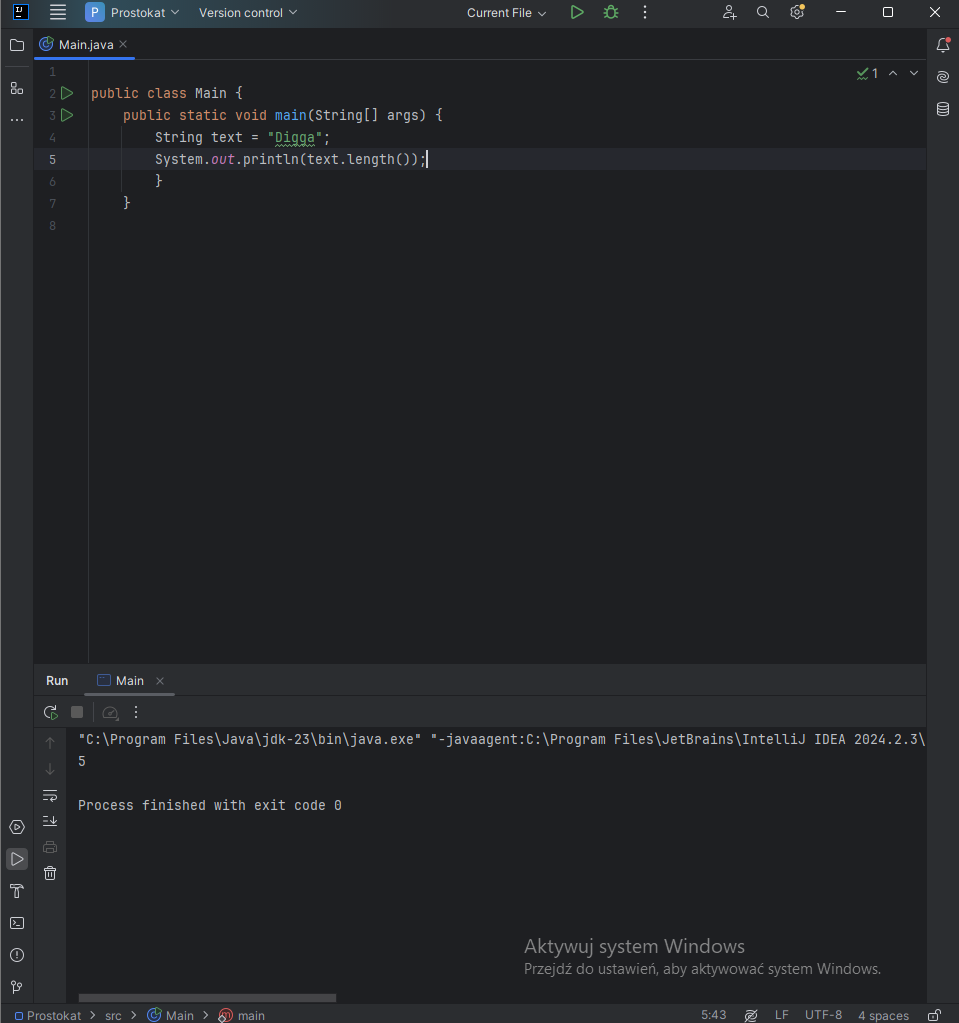 P Prostokat Version control Current File
Main.java
1
1
2 public class Main {
3 public static void main(String[] args) {
4 String text = "Digga";
5 System.out.println(text.length());
6 }
7 }
8
Run Main
"C:\Program Files\Java\jdk-23\bin\java.exe" "-javaagent:C:\Program Files\JetBrains\IntelliJ IDEA 2024.2.3\
5
Process finished with exit code 0
Aktywuj system Windows
Przejdź do ustawień, aby aktywować system Windows.
Prostokat > src > Main > main 5:43 LF UTF-8 4 spaces